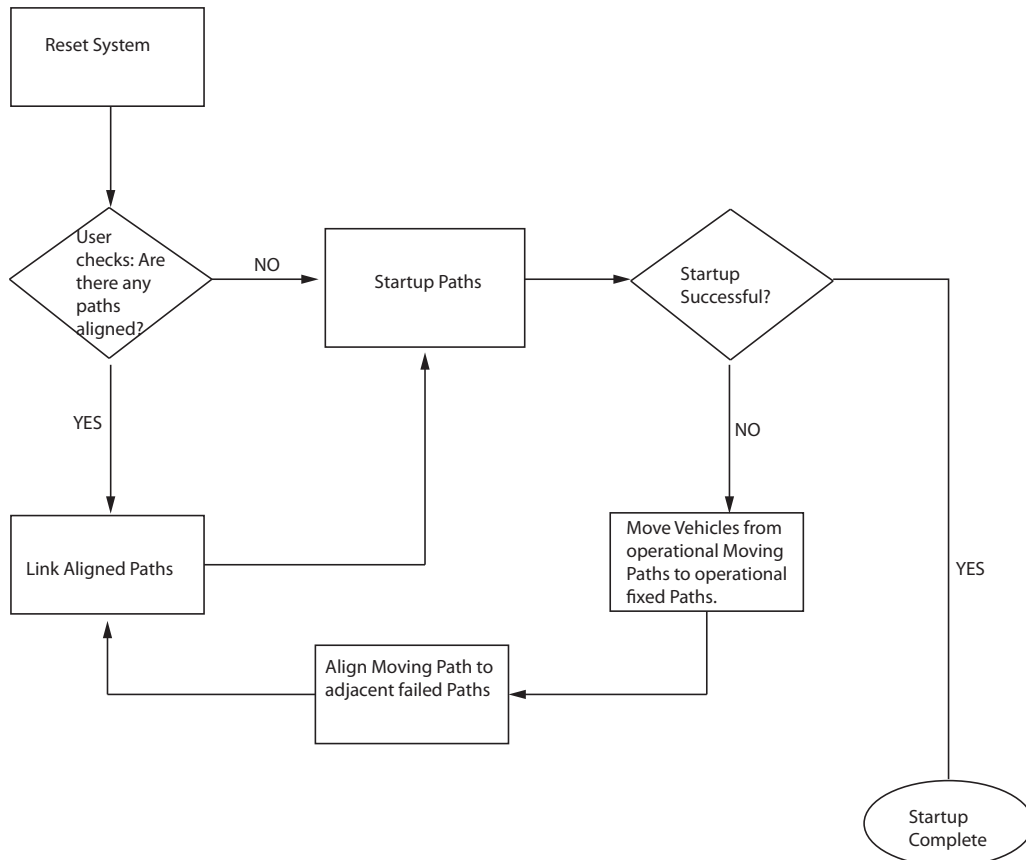 Reset System
User
checks: Are
there any
paths
aligned?
NO
Startup Paths
Startup
Successful?
YES
NO
Link Aligned Paths
Move Vehicles from
operational Moving
Paths to operational
fixed Paths.
YES
Align Moving Path to
adjacent failed Paths
Startup
Complete